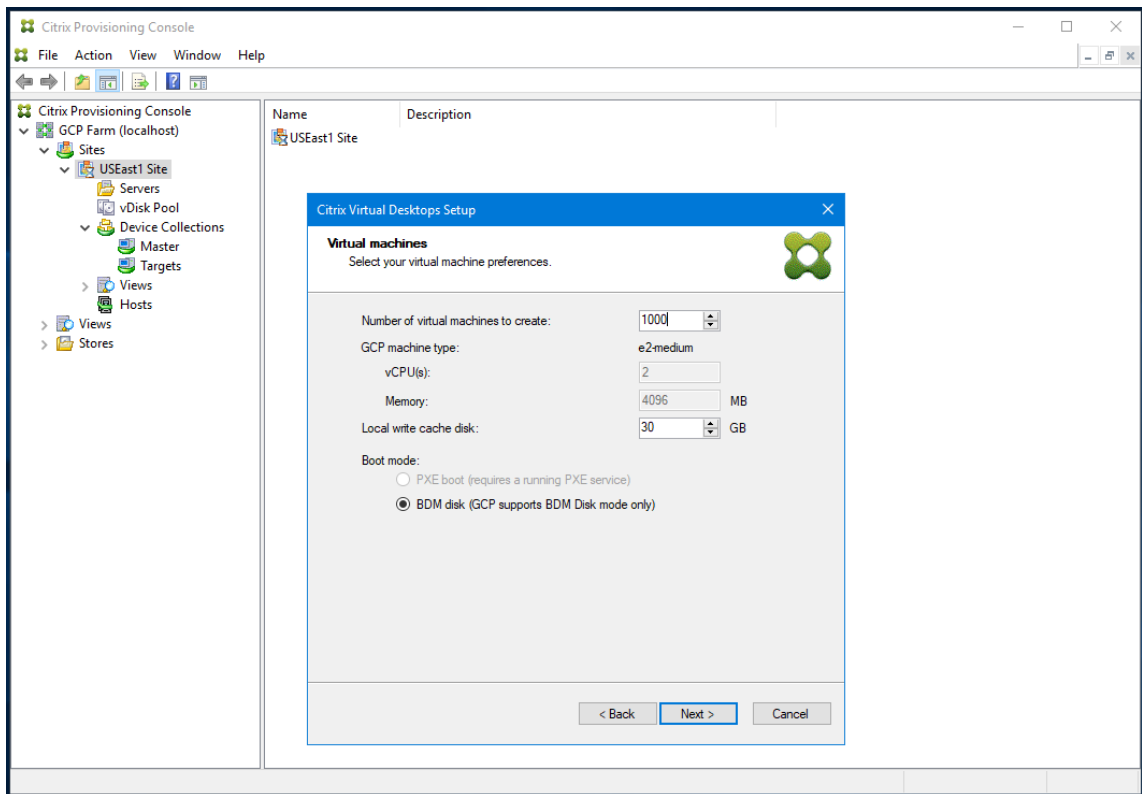 Citrix Provisioning Console
File Action View Window Help
Citrix Provisioning Console
GCP Farm (localhost)
Sites
USEast1 Site
Servers
vDisk Pool
Device Collections
Master
Targets
Views
Hosts
Views
Stores
Name Description
USEast1 Site
Citrix Virtual Desktops Setup
Virtual machines
Select your virtual machine preferences.
Number of virtual machines to create: 1000
GCP machine type: e2-medium
vCPU(s): 2
Memory: 4096 MB
Local write cache disk: 30 GB
Boot mode:
PXE boot (requires a running PXE service)
BDM disk (GCP supports BDM Disk mode only)
< Back Next > Cancel